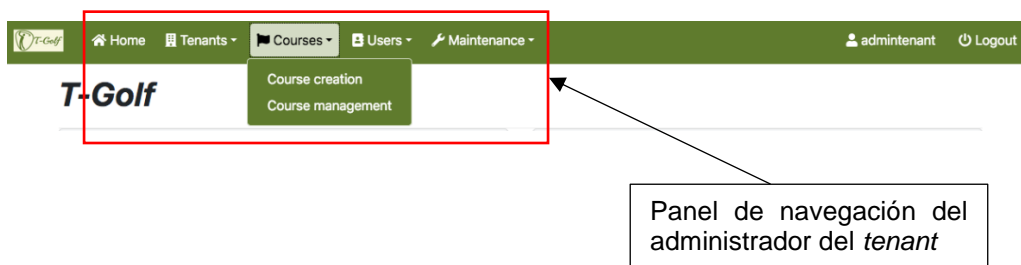 T-Golf Home Tenants Courses Users Maintenance admintenant Logout
Course creation
Course management
T-Golf
Panel de navegación del
administrador del tenant